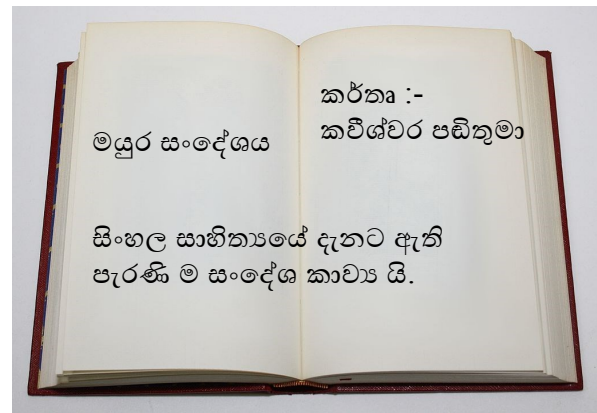 මයුර සංදේශය
කර්තෘ :-
කවීශ්වර පඬිතුමා
සිංහල සාහිත්‍යයේ දැනට ඇති
පැරණි ම සංදේශ කාව්‍ය යි.